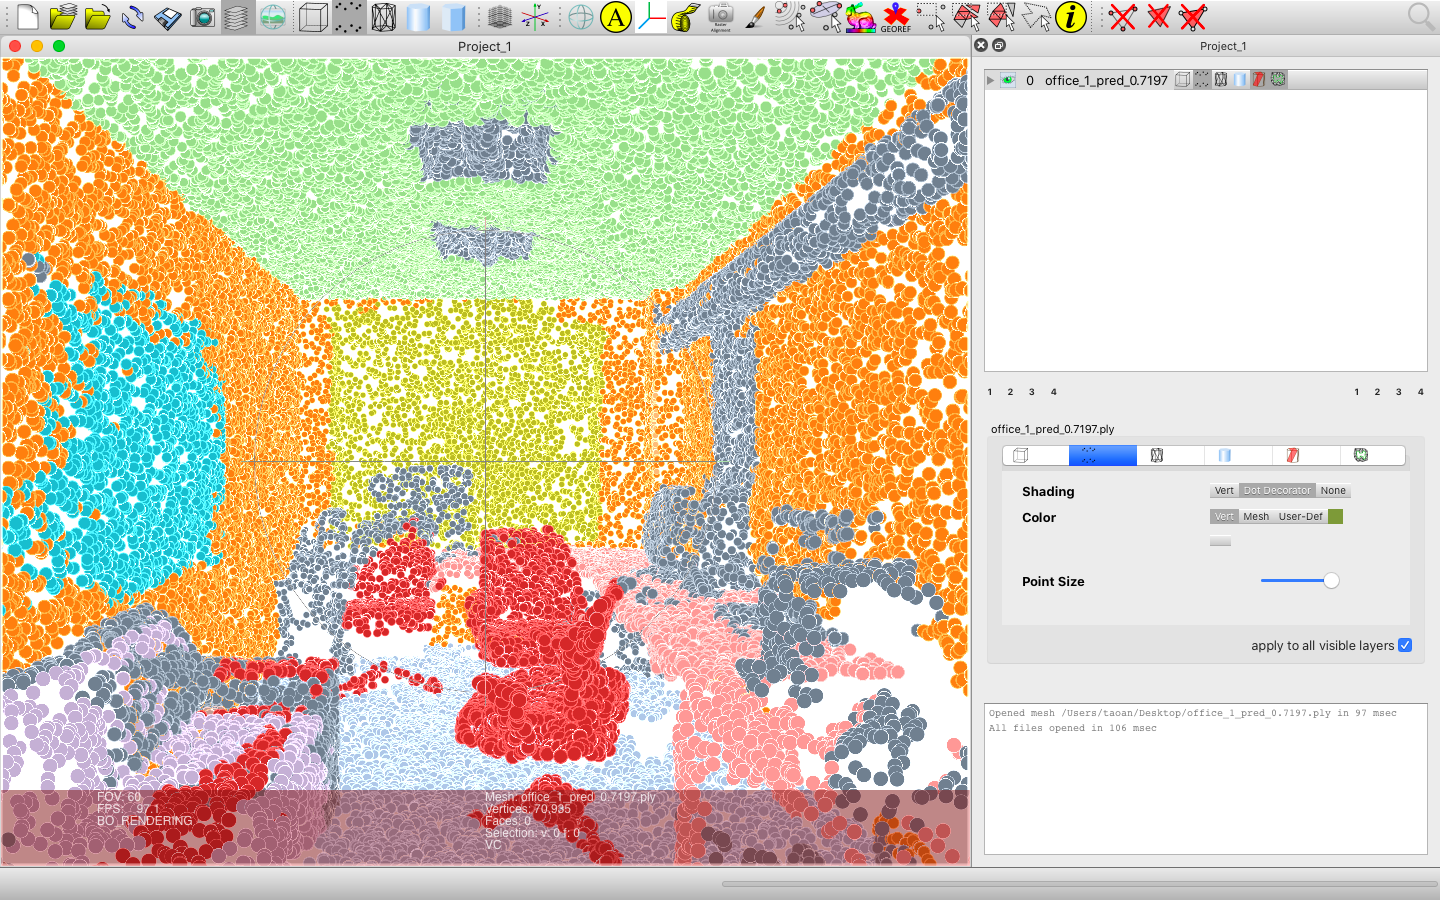 Project_1
Project_1
A
Alignment
GEOREF
i
0 office_1_pred_0.7197
1 2 3 4
1 2 3 4
office_1_pred_0.7197.ply
Shading
Vert Dot Decorator None
Color
Vert Mesh User-Def
Point Size
apply to all visible layers
Opened mesh /Users/taoan/Desktop/office_1_pred_0.7197.ply in 97 msec
All files opened in 106 msec
FOV: 60
FPS: 97.1
BO_RENDERING
Mesh: office_1_pred_0.7197.ply
Vertices: 70,935
Faces: 0
Selection: v: 0 f: 0
VC